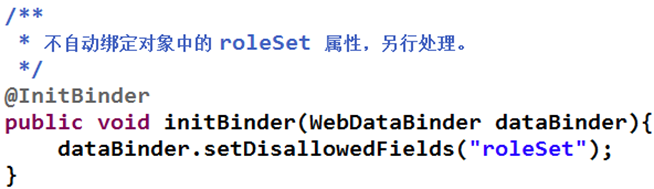 /**
 * 不自动绑定对象中的 roleSet 属性，另行处理。
 */
@InitBinder
public void initBinder(WebDataBinder dataBinder){
    dataBinder.setDisallowedFields("roleSet");
}